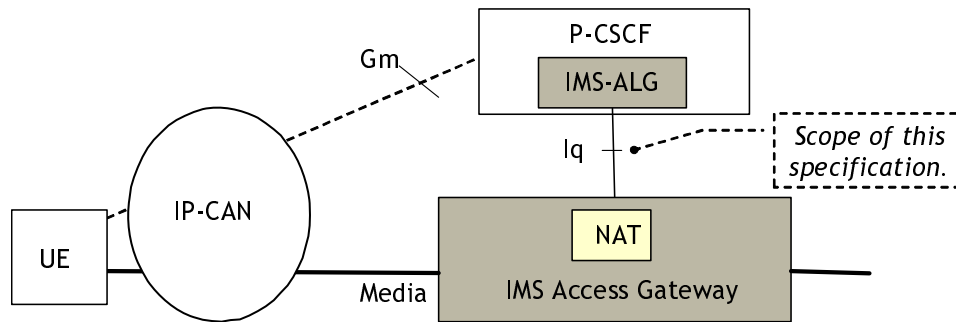 P-CSCF
Gm
IMS-ALG
Iq
Scope of this
specification.
IP-CAN
NAT
UE
Media
IMS Access Gateway